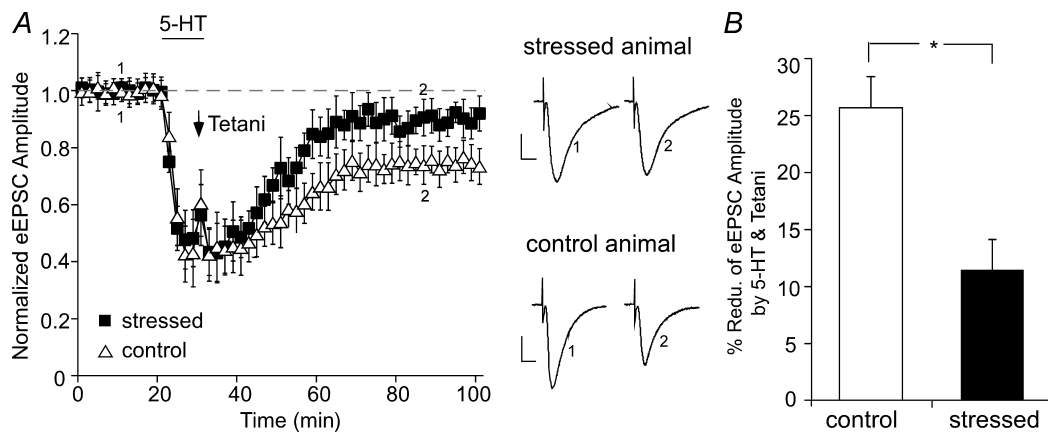 A
5-HT
Normalized eEPSC Amplitude
1.2
1.0
0.8
0.6
0.4
0.2
0
1
1
Tetani
2
2
stressed
control
0
20
40
60
80
100
Time (min)
stressed animal
1
2
control animal
1
2
B
% Redu. of eEPSC Amplitude
by 5-HT & Tetani
30
25
20
15
10
5
0
*
control
stressed